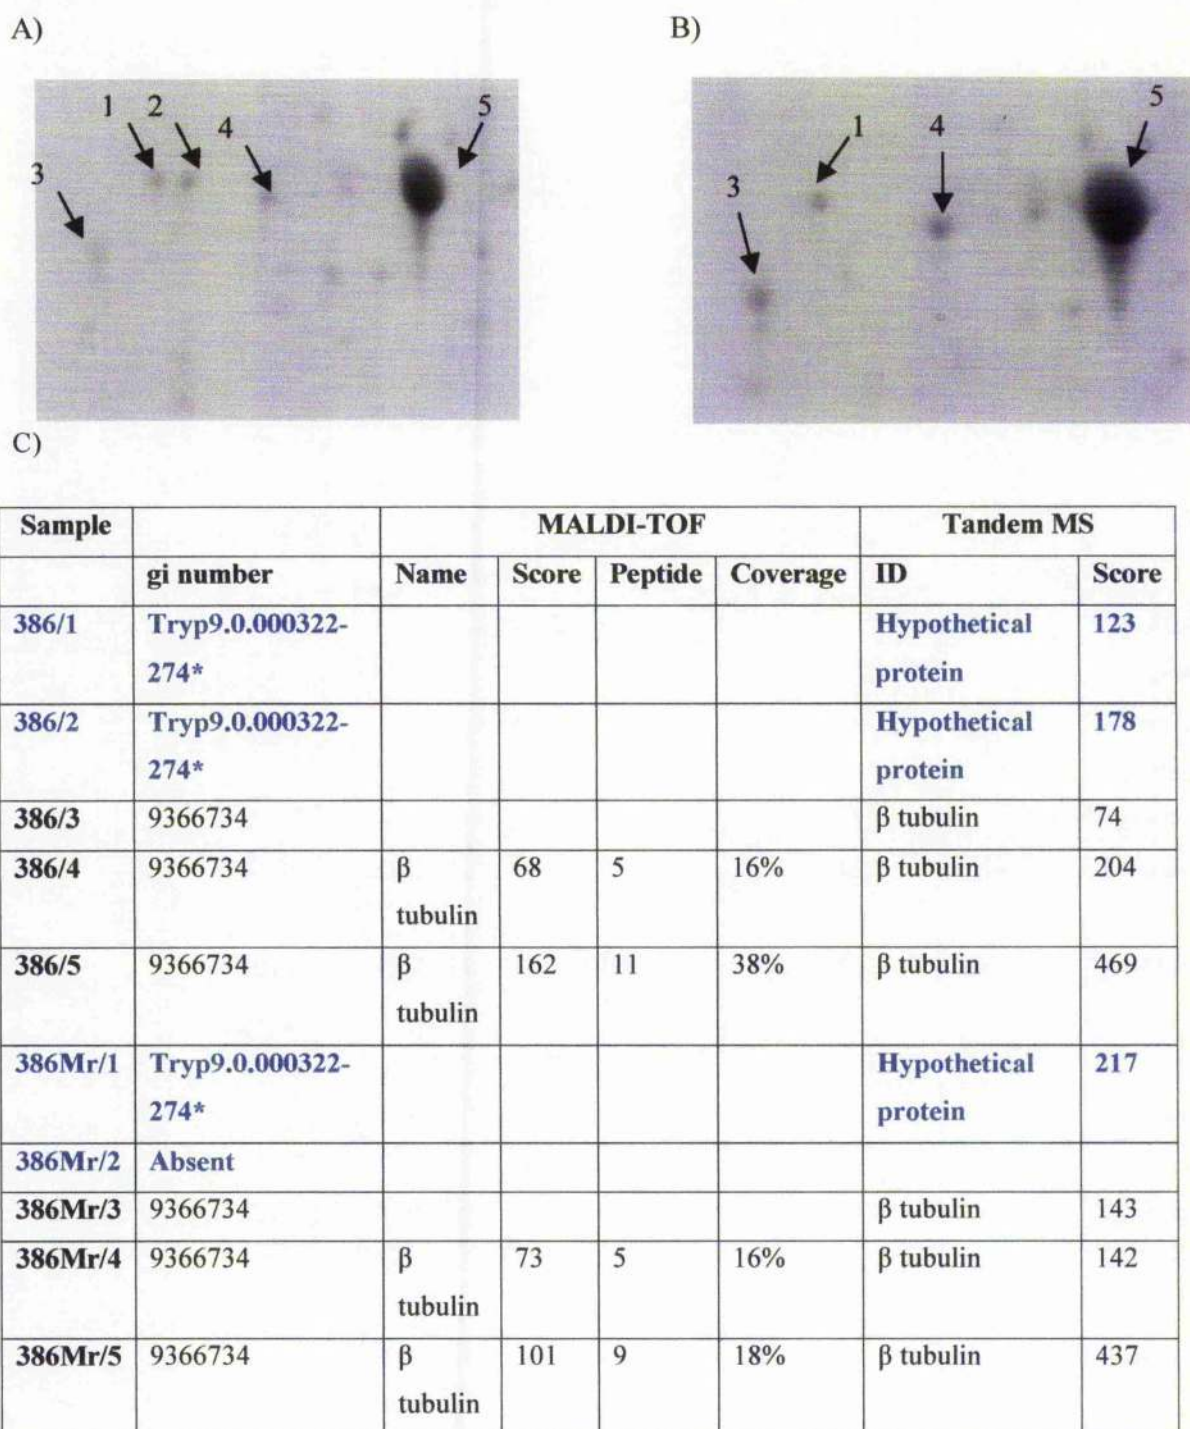 A)
B)
1 2 4 5
3
1 4 5
3
C)
Sample MALDI-TOF Tandem MS
gi number Name Score Peptide Coverage ID Score
386/1 Tryp9.0.000322- Hypothetical 123
274* protein
386/2 Tryp9.0.000322- Hypothetical 178
274* protein
386/3 9366734 β tubulin 74
386/4 9366734 β 68 5 16% β tubulin 204
tubulin
386/5 9366734 β 162 11 38% β tubulin 469
tubulin
386Mr/1 Tryp9.0.000322- Hypothetical 217
274* protein
386Mr/2 Absent
386Mr/3 9366734 β tubulin 143
386Mr/4 9366734 β 73 5 16% β tubulin 142
tubulin
386Mr/5 9366734 β 101 9 18% β tubulin 437
tubulin